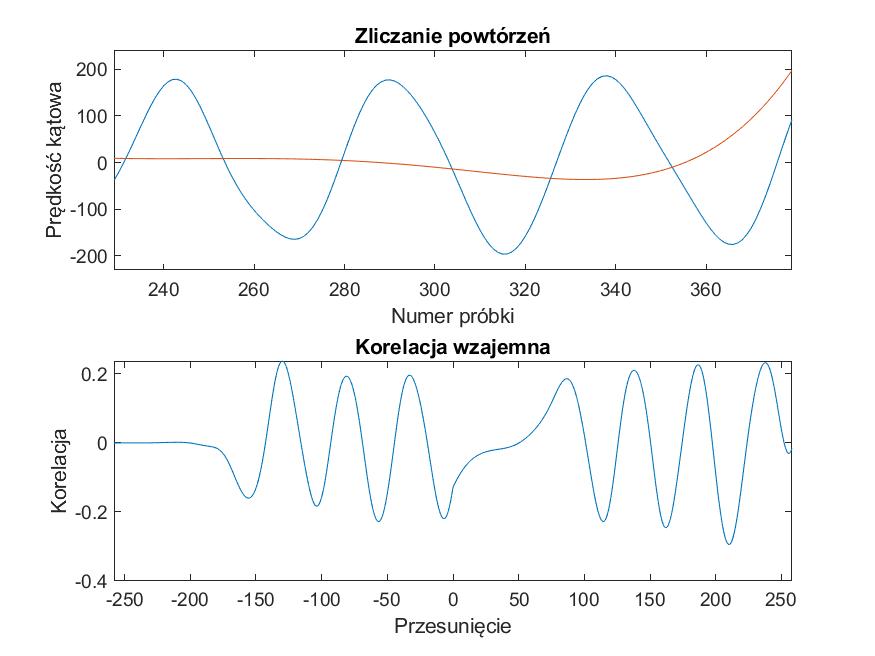 Zliczanie powtórzeń
200
100
0
-100
-200
Prędkość kątowa
240 260 280 300 320 340 360
Numer próbki
Korelacja wzajemna
0.2
0
-0.2
-0.4
Korelacja
-250 -200 -150 -100 -50 0 50 100 150 200 250
Przesunięcie